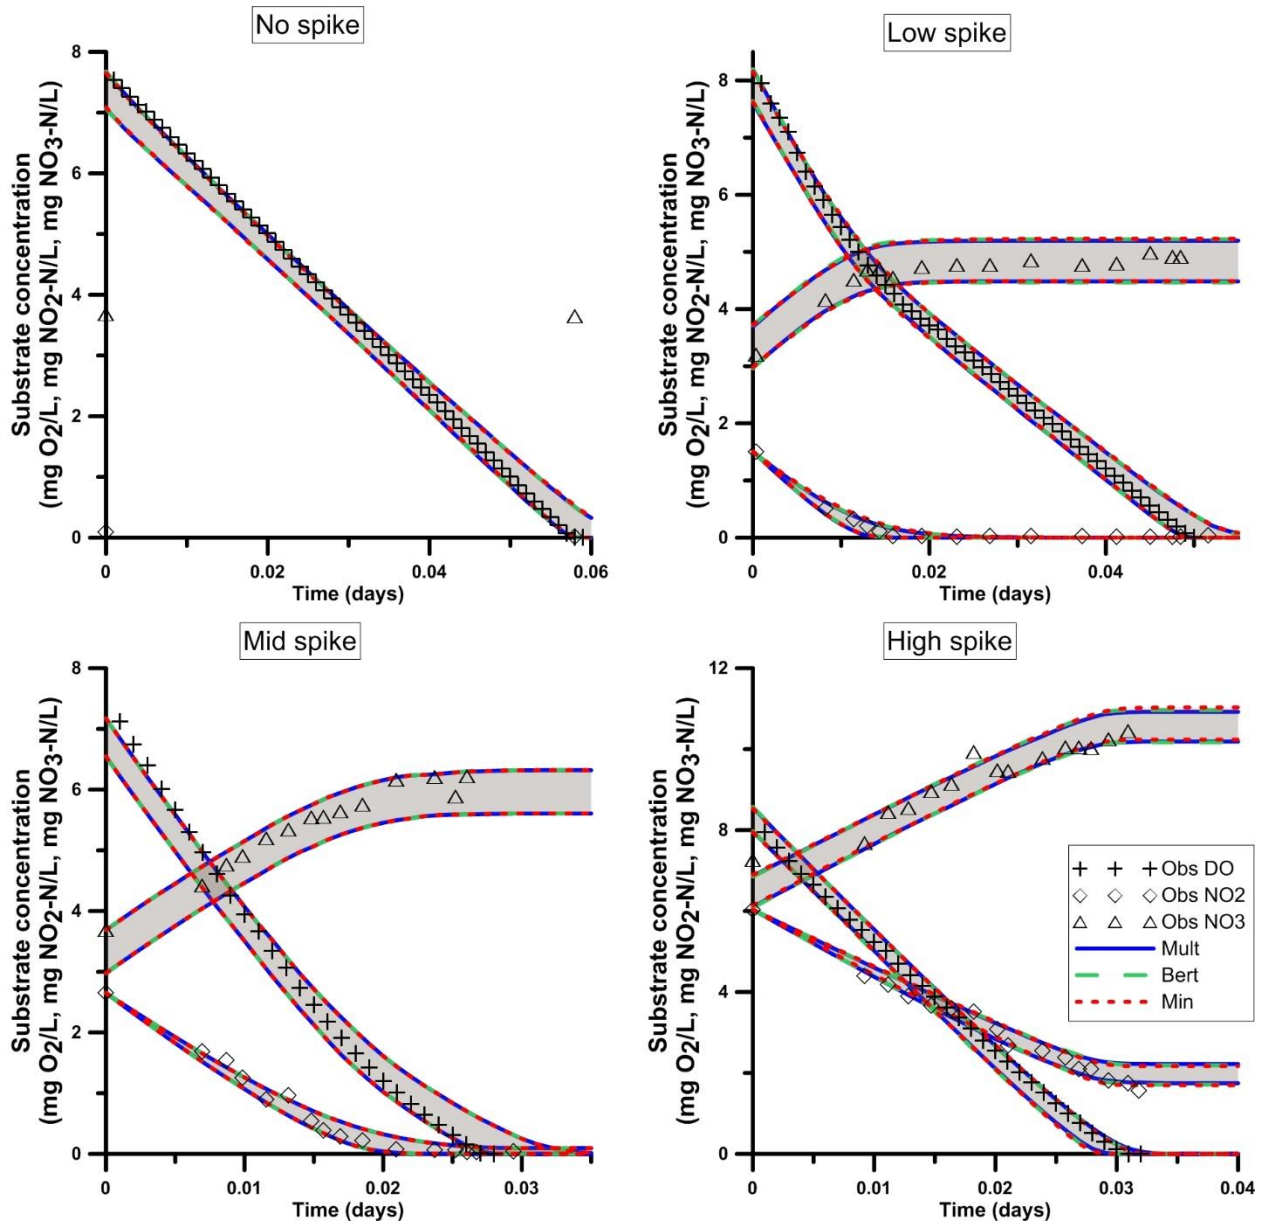 No spike
Substrate concentration
(mg O2/L, mg NO2-N/L, mg NO3-N/L)
8
6
4
2
0
0
0.02
0.04
0.06
Time (days)
Low spike
Substrate concentration
(mg O2/L, mg NO2-N/L, mg NO3-N/L)
8
6
4
2
0
0
0.02
0.04
Time (days)
Mid spike
Substrate concentration
(mg O2/L, mg NO2-N/L, mg NO3-N/L)
8
6
4
2
0
0
0.01
0.02
0.03
Time (days)
High spike
Substrate concentration
(mg O2/L, mg NO2-N/L, mg NO3-N/L)
12
8
4
0
0
0.01
0.02
0.03
0.04
Time (days)
Obs DO
Obs NO2
Obs NO3
Mult
Bert
Min